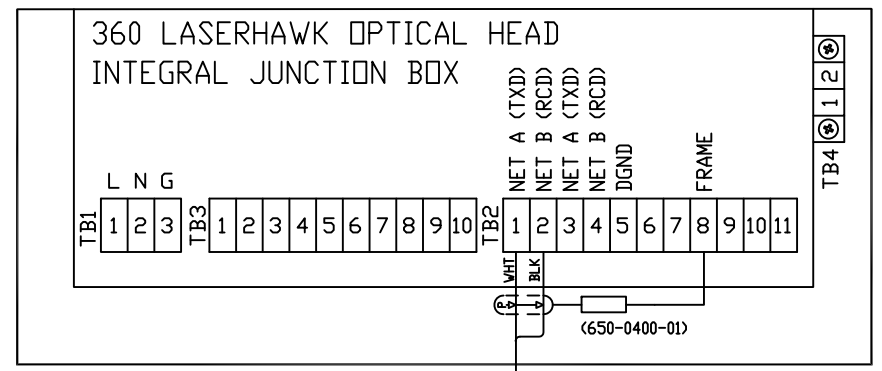 360 LASERHAWK OPTICAL HEAD
INTEGRAL JUNCTION BOX
NET A (TXD)
NET B (RCD)
NET A (TXD)
NET B (RCD)
DGND
FRAME
L N G
TB1
1 2 3
TB3
1 2 3 4 5 6 7 8 9 10
TB2
1 2 3 4 5 6 7 8 9 10 11
TB4
1 2
WHT
BLK
P
(650-0400-01)